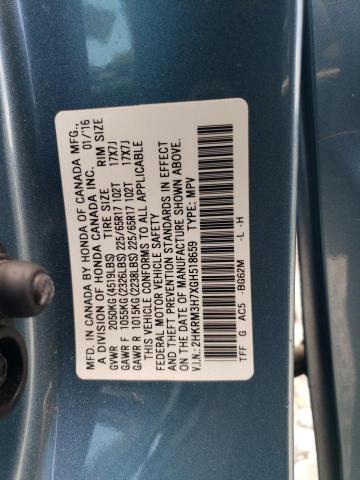 MFD. IN CANADA BY HONDA OF CANADA MFG.,
A DIVISION OF HONDA CANADA INC. 01/'16
GVWR 2050KG(4519LBS) TIRE SIZE RIM SIZE
GAWR F 1055KG(2326LBS) 225/65R17 102T 17X7J
GAWR R 1015KG(2238LBS) 225/65R17 102T 17X7J
THIS VEHICLE CONFORMS TO ALL APPLICABLE
FEDERAL MOTOR VEHICLE SAFETY
AND THEFT PREVENTION STANDARDS IN EFFECT
ON THE DATE OF MANUFACTURE SHOWN ABOVE.
V.I.N.: 2HKRM3H7XGH518659 TYPE: MPV
TFF G AC5 -BG62M -L -H